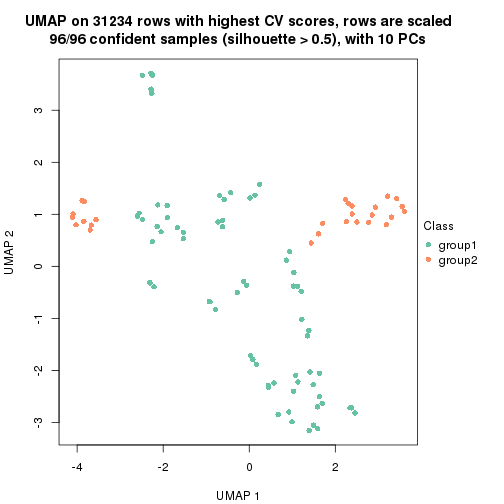 UMAP on 31234 rows with highest CV scores, rows are scaled
96/96 confident samples (silhouette > 0.5), with 10 PCs
3
2
1
0
-1
-2
-3
UMAP 2
-4
-2
0
2
UMAP 1
Class
group1
group2